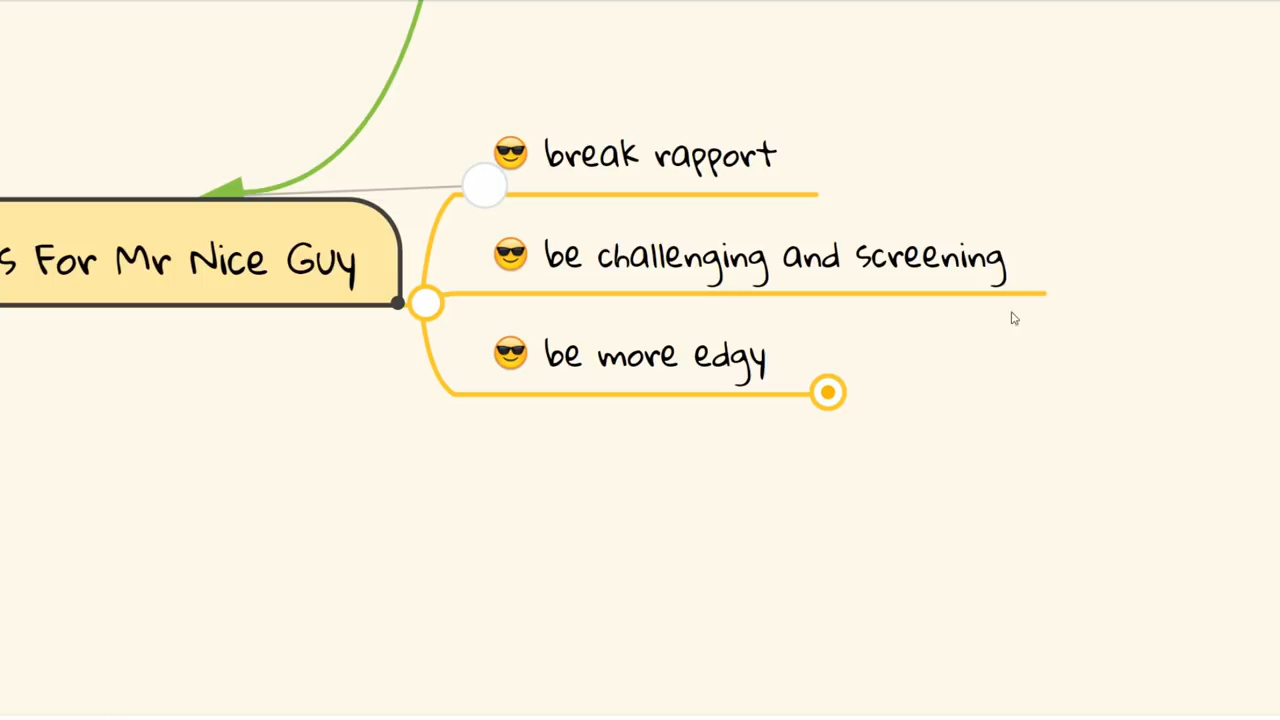 😎 break rapport
s For Mr Nice Guy
😎 be challenging and screening
😎 be more edgy